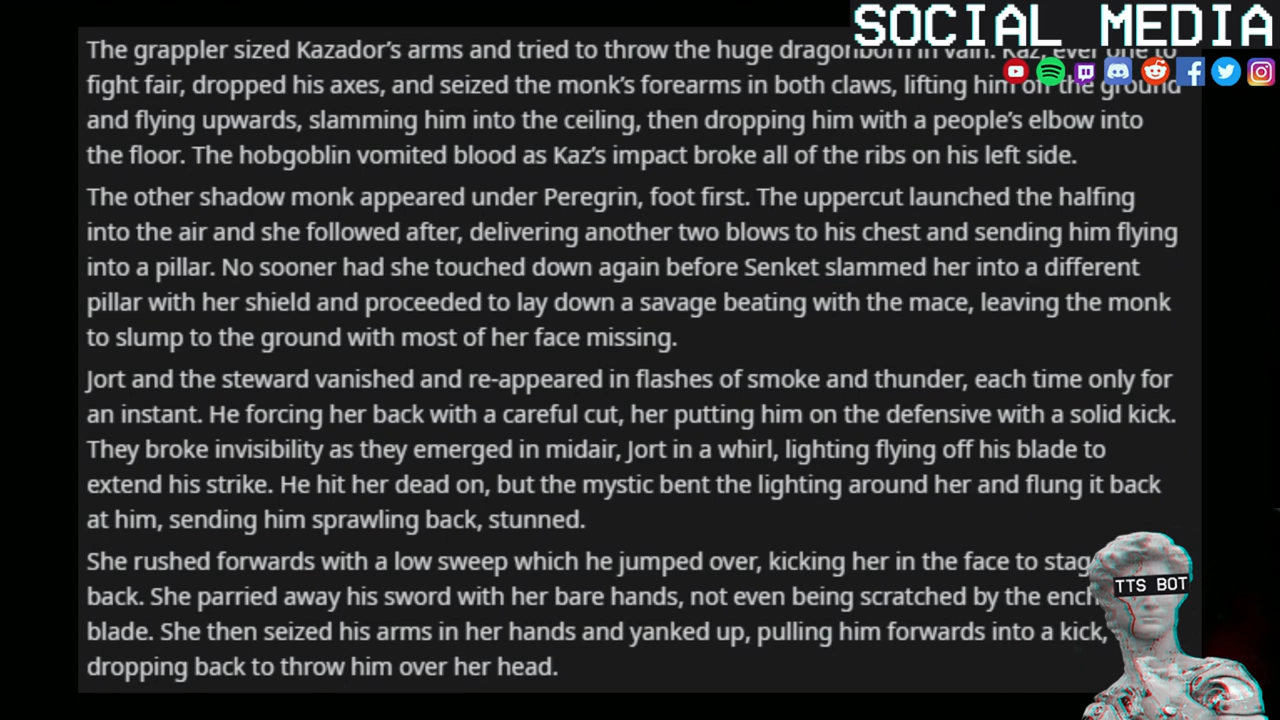 SOCIAL MEDIA
The grappler sized Kazador's arms and tried to throw the huge dragonborn in vain. Kaz, ever one to
fight fair, dropped his axes, and seized the monk's forearms in both claws, lifting him off the ground
and flying upwards, slamming him into the ceiling, then dropping him with a people's elbow into
the floor. The hobgoblin vomited blood as Kaz's impact broke all of the ribs on his left side.
The other shadow monk appeared under Peregrin, foot first. The uppercut launched the halfing
into the air and she followed after, delivering another two blows to his chest and sending him flying
into a pillar. No sooner had she touched down again before Senket slammed her into a different
pillar with her shield and proceeded to lay down a savage beating with the mace, leaving the monk
to slump to the ground with most of her face missing.
Jort and the steward vanished and re-appeared in flashes of smoke and thunder, each time only for
an instant. He forcing her back with a careful cut, her putting him on the defensive with a solid kick.
They broke invisibility as they emerged in midair, Jort in a whirl, lighting flying off his blade to
extend his strike. He hit her dead on, but the mystic bent the lighting around her and flung it back
at him, sending him sprawling back, stunned.
She rushed forwards with a low sweep which he jumped over, kicking her in the face to stag
back. She parried away his sword with her bare hands, not even being scratched by the ench
blade. She then seized his arms in her hands and yanked up, pulling him forwards into a kick,
dropping back to throw him over her head.
TTS BOT